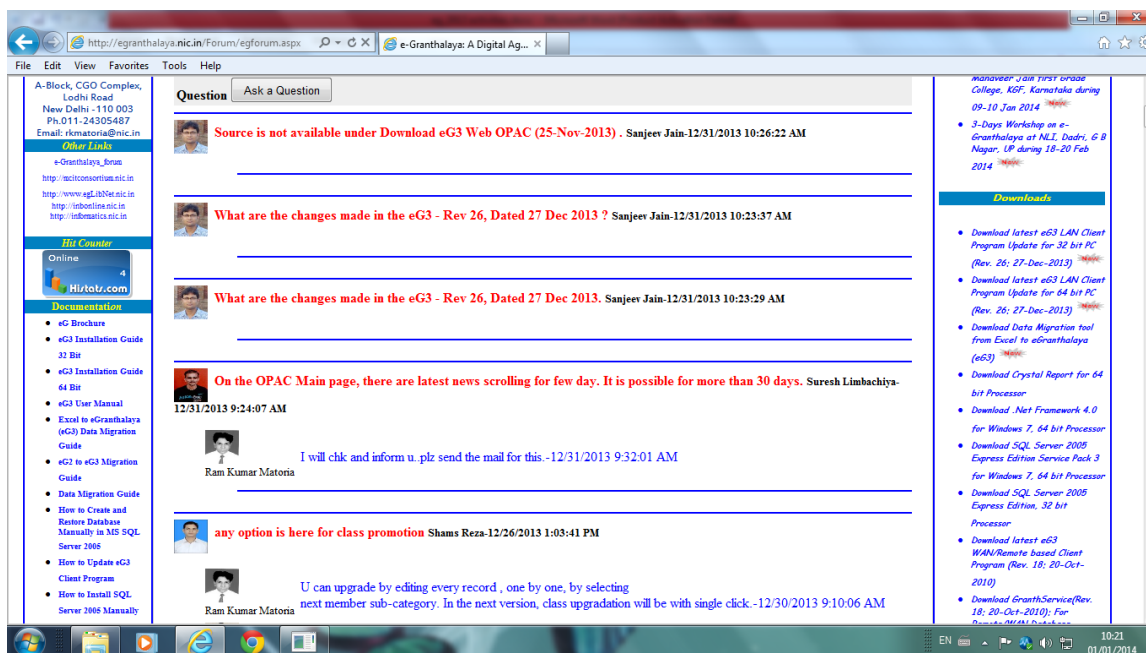 http://egranthalaya.nic.in/Forum/egforum.aspx
e-Granthalaya: A Digital Ag...
File Edit View Favorites Tools Help
A-Block, CGO Complex,
Lodhi Road
New Delhi -110 003
Ph.011-24305487
Email: rkmatoria@nic.in
Other Links
e-Granthalaya_forum
http://mcitconsortium.nic.in
http://www.egLibNet.nic.in
http://inbonline.nic.in
http://infomatics.nic.in
Hit Counter
Online
4
Histats.com
Documentation
eG Brochure
eG3 Installation Guide
32 Bit
eG3 Installation Guide
64 Bit
eG3 User Manual
Excel to eGranthalaya
(eG3) Data Migration
Guide
eG2 to eG3 Migration
Guide
Data Migration Guide
How to Create and
Restore Database
Manually in MS SQL
Server 2005
How to Update eG3
Client Program
How to Install SQL
Server 2005 Manually
Question Ask a Question
Source is not available under Download eG3 Web OPAC (25-Nov-2013) . Sanjeev Jain-12/31/2013 10:26:22 AM
What are the changes made in the eG3 - Rev 26, Dated 27 Dec 2013 ? Sanjeev Jain-12/31/2013 10:23:37 AM
What are the changes made in the eG3 - Rev 26, Dated 27 Dec 2013. Sanjeev Jain-12/31/2013 10:23:29 AM
On the OPAC Main page, there are latest news scrolling for few day. It is possible for more than 30 days. Suresh Limbachiya-
12/31/2013 9:24:07 AM
I will chk and inform u..plz send the mail for this.-12/31/2013 9:32:01 AM
Ram Kumar Matoria
any option is here for class promotion Shams Reza-12/26/2013 1:03:41 PM
U can upgrade by editing every record , one by one, by selecting
Ram Kumar Matoria next member sub-category. In the next version, class upgradation will be with single click.-12/30/2013 9:10:06 AM
Mahaveer Jain first Grade
College, KGF, Karnataka during
09-10 Jan 2014 New
3-Days Workshop on e-
Granthalaya at NLI, Dadri, G B
Nagar, UP during 18-20 Feb
2014 New
Downloads
Download latest eG3 LAN Client
Program Update for 32 bit PC
(Rev. 26; 27-Dec-2013) New
Download latest eG3 LAN Client
Program Update for 64 bit PC
(Rev. 26; 27-Dec-2013) New
Download Data Migration tool
from Excel to eGranthalaya
(eG3) New
Download Crystal Report for 64
bit Processor
Download .Net Framework 4.0
for Windows 7, 64 bit Processor
Download SQL Server 2005
Express Edition Service Pack 3
for Windows 7, 64 bit Processor
Download SQL Server 2005
Express Edition, 32 bit
Processor
Download latest eG3
WAN/Remote based Client
Program (Rev. 18; 20-Oct-
2010)
Download GranthService(Rev.
18; 20-Oct-2010); For
Remote/WAN Database
EN
10:21
01/01/2014